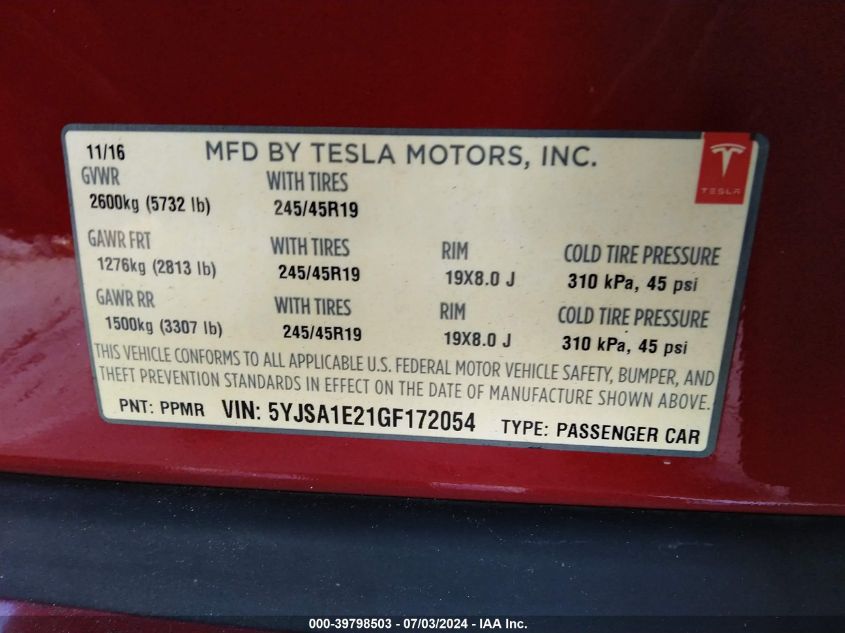 11/16 MFD BY TESLA MOTORS, INC.
TESLA
GVWR WITH TIRES
2600kg (5732 lb) 245/45R19
GAWR FRT WITH TIRES RIM COLD TIRE PRESSURE
1276kg (2813 lb) 245/45R19 19X8.0 J 310 kPa, 45 psi
GAWR RR WITH TIRES RIM COLD TIRE PRESSURE
1500kg (3307 lb) 245/45R19 19X8.0 J 310 kPa, 45 psi
THIS VEHICLE CONFORMS TO ALL APPLICABLE U.S. FEDERAL MOTOR VEHICLE SAFETY, BUMPER, AND
THEFT PREVENTION STANDARDS IN EFFECT ON THE DATE OF MANUFACTURE SHOWN ABOVE.
PNT: PPMR VIN: 5YJSA1E21GF172054 TYPE: PASSENGER CAR
000-39798503 - 07/03/2024 - IAA Inc.